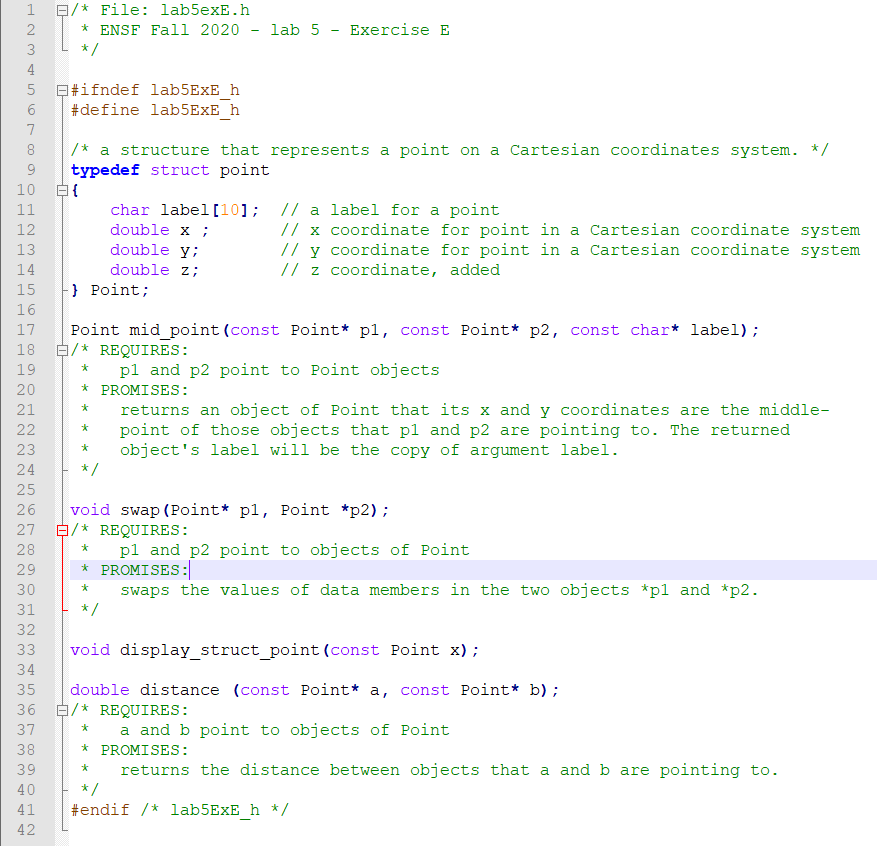 1 /* File: lab5exE.h
2  * ENSF Fall 2020 - lab 5 - Exercise E
3  */
4
5 #ifndef lab5ExE_h
6 #define lab5ExE_h
7
8 /* a structure that represents a point on a Cartesian coordinates system. */
9 typedef struct point
10 {
11     char label[10];  // a label for a point
12     double x ;       // x coordinate for point in a Cartesian coordinate system
13     double y;        // y coordinate for point in a Cartesian coordinate system
14     double z;        // z coordinate, added
15 } Point;
16
17 Point mid_point(const Point* p1, const Point* p2, const char* label);
18 /* REQUIRES:
19  *   p1 and p2 point to Point objects
20  * PROMISES:
21  *   returns an object of Point that its x and y coordinates are the middle-
22  *   point of those objects that p1 and p2 are pointing to. The returned
23  *   object's label will be the copy of argument label.
24  */
25
26 void swap(Point* p1, Point *p2);
27 /* REQUIRES:
28  *   p1 and p2 point to objects of Point
29  * PROMISES:
30  *   swaps the values of data members in the two objects *p1 and *p2.
31  */
32
33 void display_struct_point(const Point x);
34
35 double distance (const Point* a, const Point* b);
36 /* REQUIRES:
37  *   a and b point to objects of Point
38  * PROMISES:
39  *   returns the distance between objects that a and b are pointing to.
40  */
41 #endif /* lab5ExE_h */
42